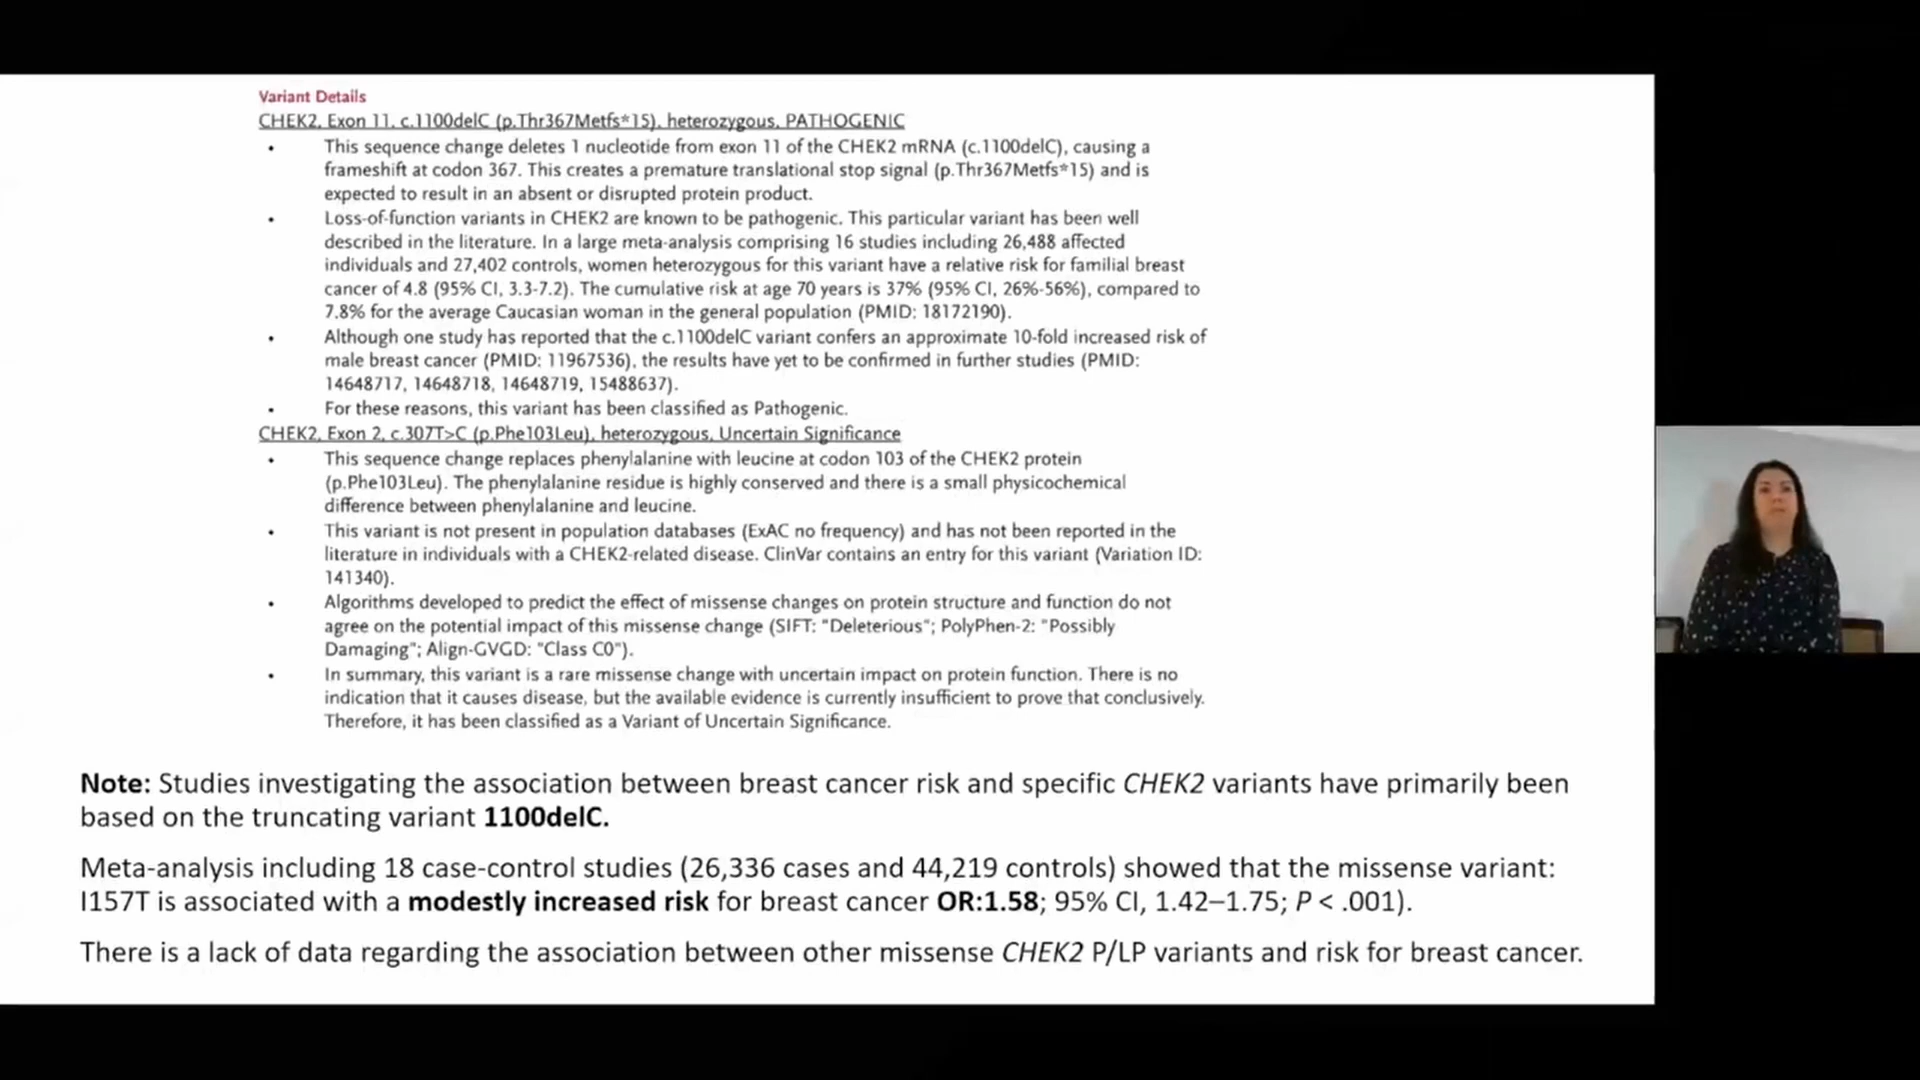 Variant Details
CHEK2, Exon 11, c.1100delC (p.Thr367Metfs*15), heterozygous, PATHOGENIC
• This sequence change deletes 1 nucleotide from exon 11 of the CHEK2 mRNA (c.1100delC), causing a
frameshift at codon 367. This creates a premature translational stop signal (p.Thr367Metfs*15) and is
expected to result in an absent or disrupted protein product.
• Loss-of-function variants in CHEK2 are known to be pathogenic. This particular variant has been well
described in the literature. In a large meta-analysis comprising 16 studies including 26,488 affected
individuals and 27,402 controls, women heterozygous for this variant have a relative risk for familial breast
cancer of 4.8 (95% CI, 3.3-7.2). The cumulative risk at age 70 years is 37% (95% CI, 26%-56%), compared to
7.8% for the average Caucasian woman in the general population (PMID: 18172190).
• Although one study has reported that the c.1100delC variant confers an approximate 10-fold increased risk of
male breast cancer (PMID: 11967536), the results have yet to be confirmed in further studies (PMID:
14648717, 14648718, 14648719, 15488637).
• For these reasons, this variant has been classified as Pathogenic.
CHEK2, Exon 2, c.307T>C (p.Phe103Leu), heterozygous, Uncertain Significance
• This sequence change replaces phenylalanine with leucine at codon 103 of the CHEK2 protein
(p.Phe103Leu). The phenylalanine residue is highly conserved and there is a small physicochemical
difference between phenylalanine and leucine.
• This variant is not present in population databases (ExAC no frequency) and has not been reported in the
literature in individuals with a CHEK2-related disease. ClinVar contains an entry for this variant (Variation ID:
141340).
• Algorithms developed to predict the effect of missense changes on protein structure and function do not
agree on the potential impact of this missense change (SIFT: "Deleterious"; PolyPhen-2: "Possibly
Damaging"; Align-GVGD: "Class C0").
• In summary, this variant is a rare missense change with uncertain impact on protein function. There is no
indication that it causes disease, but the available evidence is currently insufficient to prove that conclusively.
Therefore, it has been classified as a Variant of Uncertain Significance.
Note: Studies investigating the association between breast cancer risk and specific CHEK2 variants have primarily been
based on the truncating variant 1100delC.
Meta-analysis including 18 case-control studies (26,336 cases and 44,219 controls) showed that the missense variant:
I157T is associated with a modestly increased risk for breast cancer OR:1.58; 95% CI, 1.42–1.75; P < .001).
There is a lack of data regarding the association between other missense CHEK2 P/LP variants and risk for breast cancer.